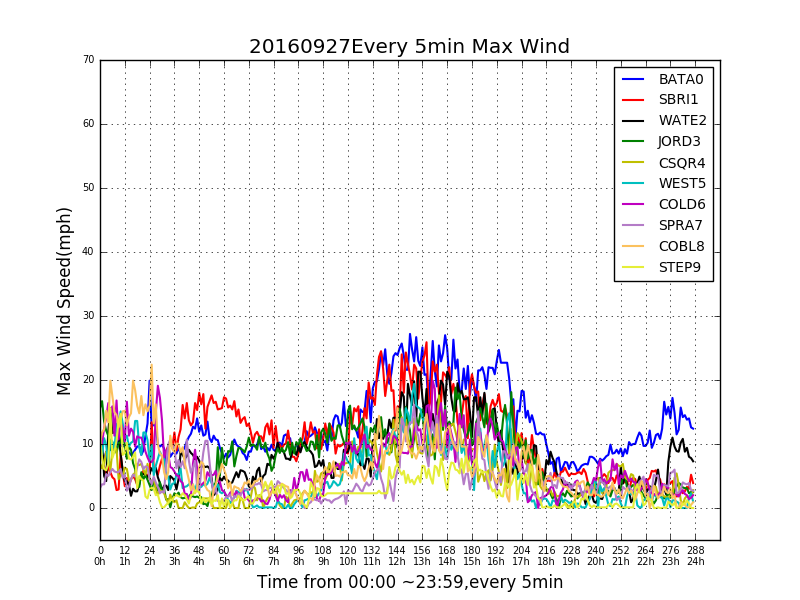 20160927Every 5min Max Wind
70
60
50
40
30
20
10
0
Max Wind Speed(mph)
BATA0
SBRI1
WATE2
JORD3
CSQR4
WEST5
COLD6
SPRA7
COBL8
STEP9
0 12 24 36 48 60 72 84 96 108 120 132 144 156 168 180 192 204 216 228 240 252 264 276 288
0h 1h 2h 3h 4h 5h 6h 7h 8h 9h 10h 11h 12h 13h 14h 15h 16h 17h 18h 19h 20h 21h 22h 23h 24h
Time from 00:00 ~23:59,every 5min